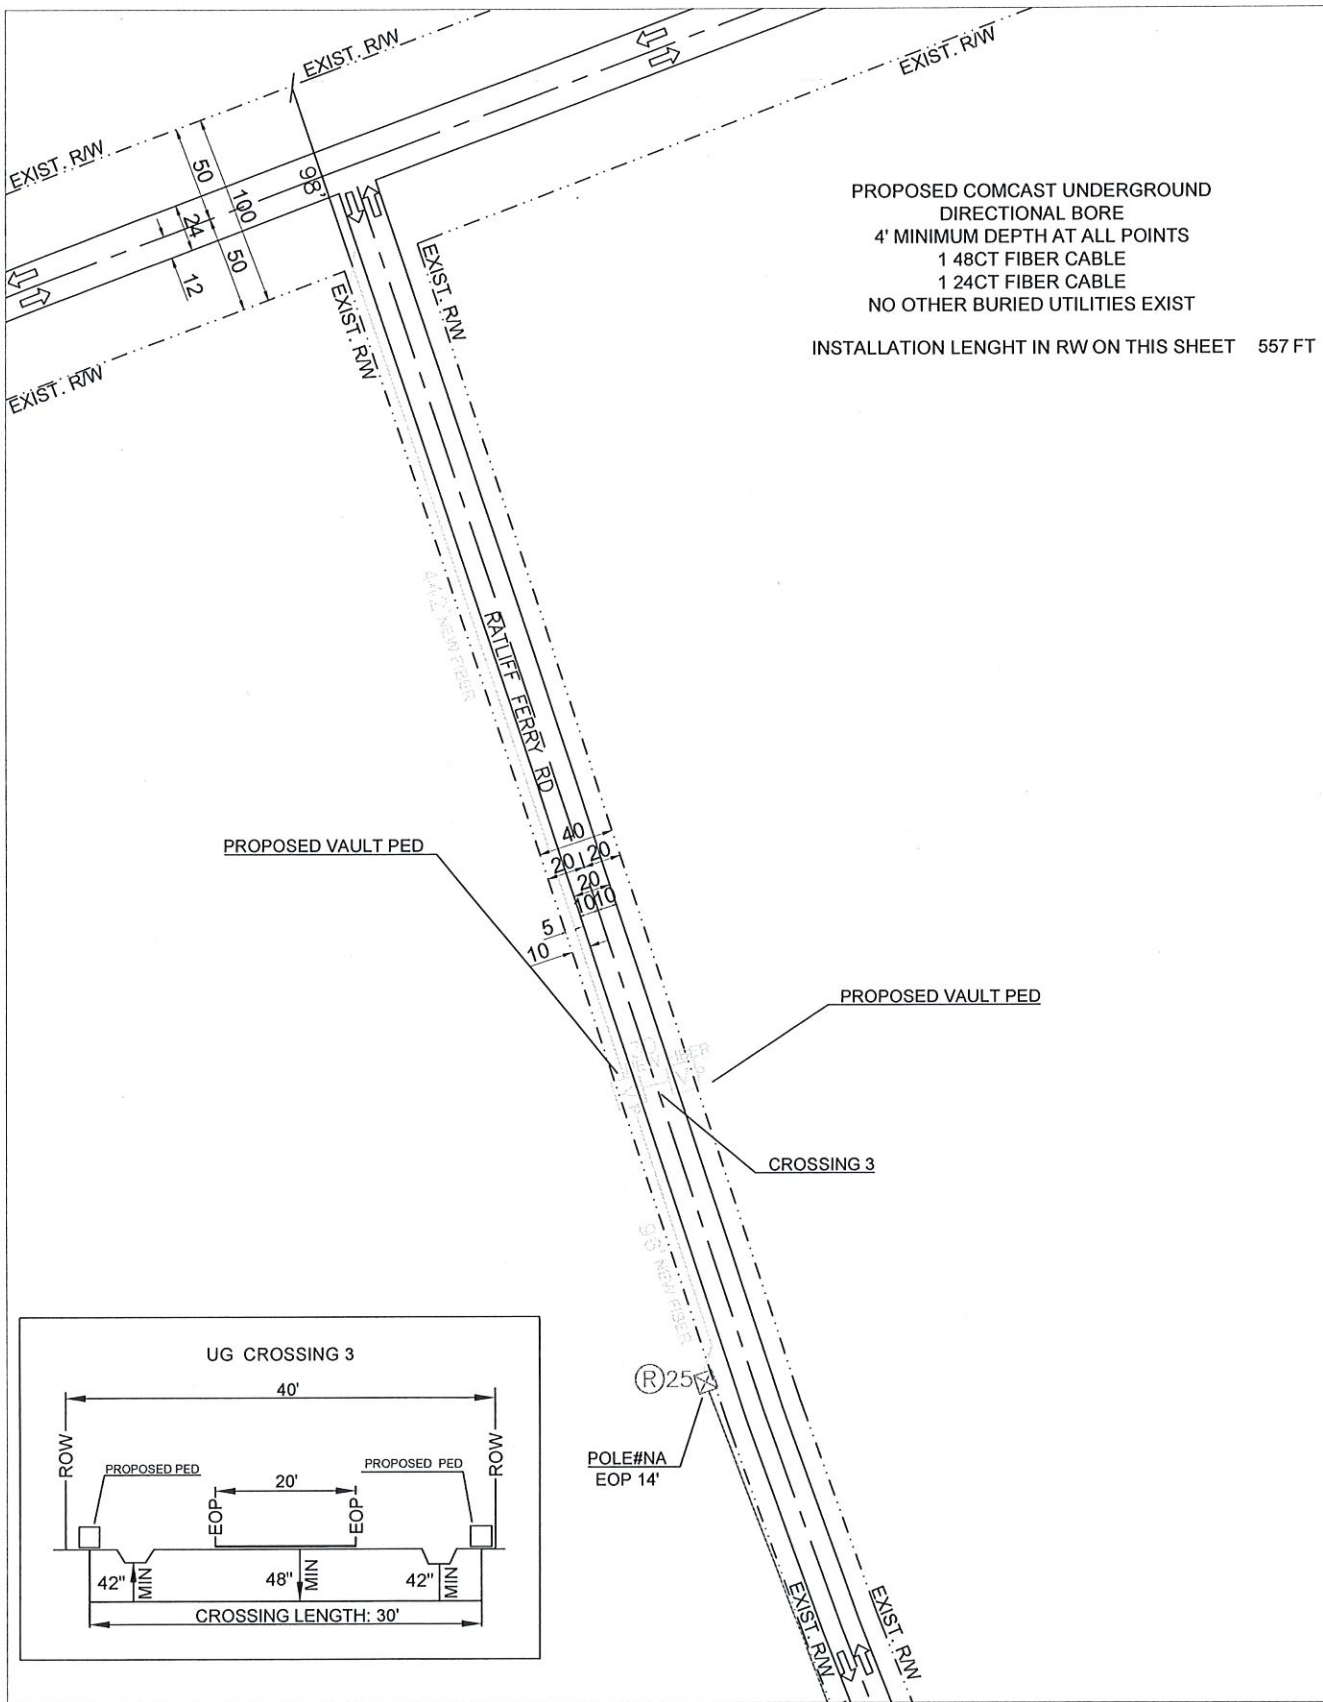 EXIST. R/W
EXIST. R/W
EXIST. R/W
50
100
24
50
12
98'
EXIST. R/W
EXIST. R/W
EXIST. R/W
PROPOSED COMCAST UNDERGROUND
DIRECTIONAL BORE
4' MINIMUM DEPTH AT ALL POINTS
1 48CT FIBER CABLE
1 24CT FIBER CABLE
NO OTHER BURIED UTILITIES EXIST
INSTALLATION LENGHT IN RW ON THIS SHEET 557 FT
442' NEW FIBER
RATLIFF FERRY RD
PROPOSED VAULT PED
40
20 20
20
10 10
5
10
PROPOSED VAULT PED
CROSSING 3
NEW FIBER
R 25
POLE#NA
EOP 14'
EXIST. R/W
EXIST. R/W
UG CROSSING 3
40'
ROW
ROW
PROPOSED PED
PROPOSED PED
20'
EOP
EOP
42" MIN
48" MIN
42" MIN
CROSSING LENGTH: 30'